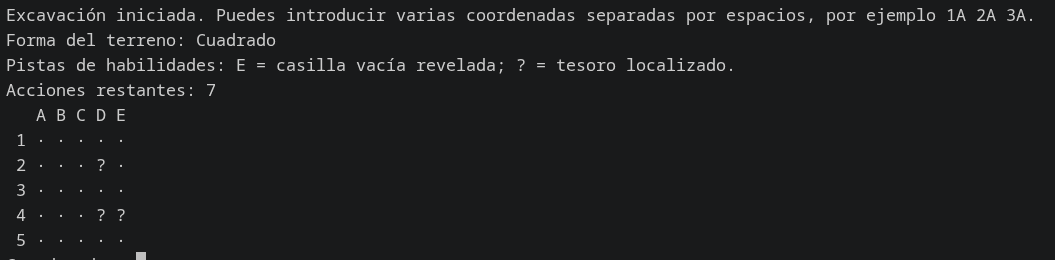 Excavación iniciada. Puedes introducir varias coordenadas separadas por espacios, por ejemplo 1A 2A 3A.
Forma del terreno: Cuadrado
Pistas de habilidades: E = casilla vacía revelada; ? = tesoro localizado.
Acciones restantes: 7
   A B C D E
 1 · · · · ·
 2 · · · ? ·
 3 · · · · ·
 4 · · · ? ?
 5 · · · · ·